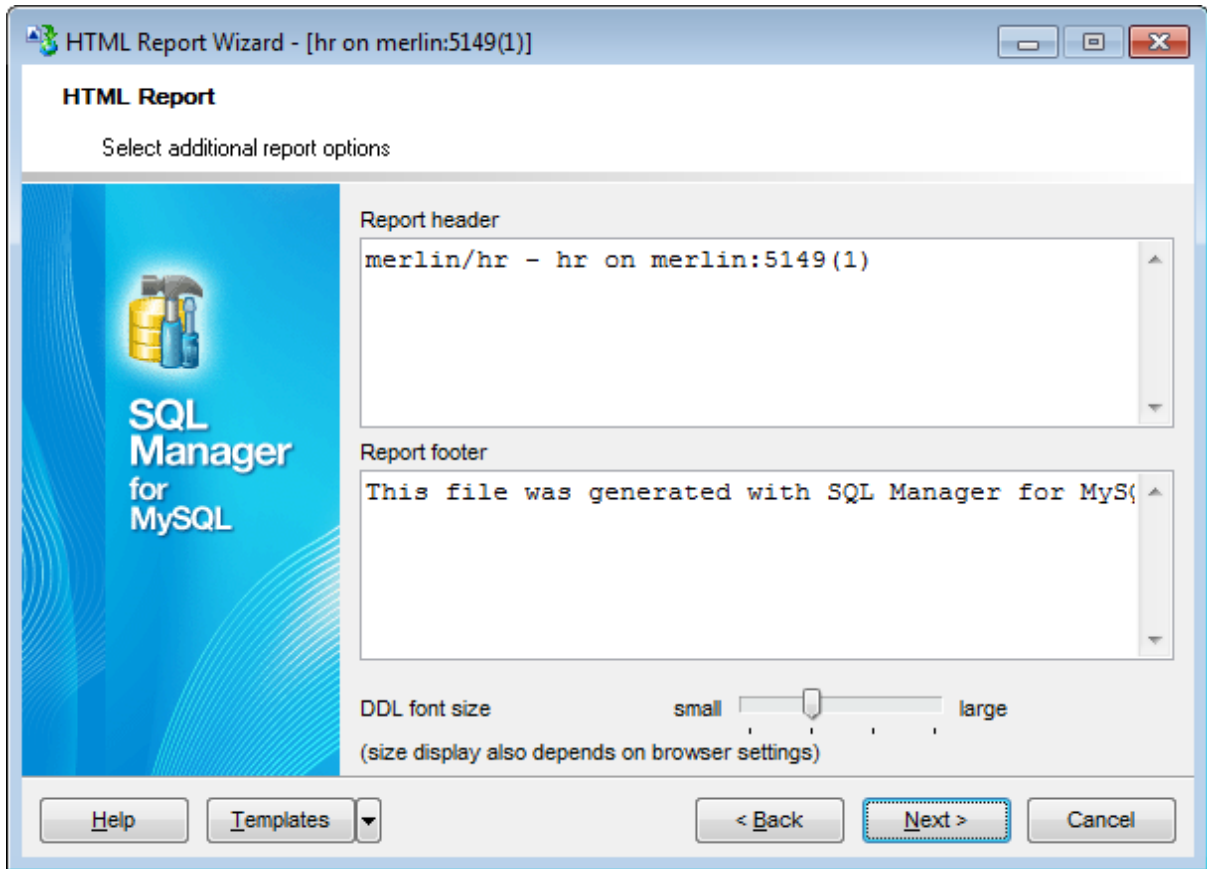 HTML Report Wizard - [hr on merlin:5149(1)]
HTML Report
Select additional report options
Report header
merlin/hr - hr on merlin:5149(1)
SQL
Manager
for
MySQL
Report footer
This file was generated with SQL Manager for MyS
DDL font size
small
large
(size display also depends on browser settings)
Help
Templates
< Back
Next >
Cancel